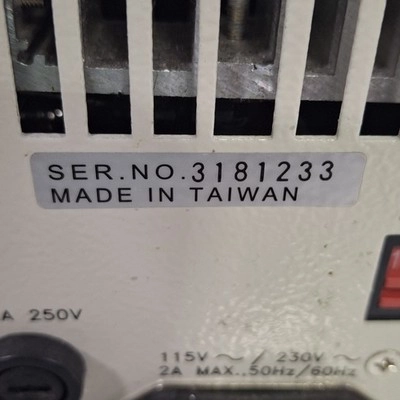 SER.NO.3181233
MADE IN TAIWAN
A 250V
115V ~ / 230V ~
2A MAX.,50Hz/60Hz